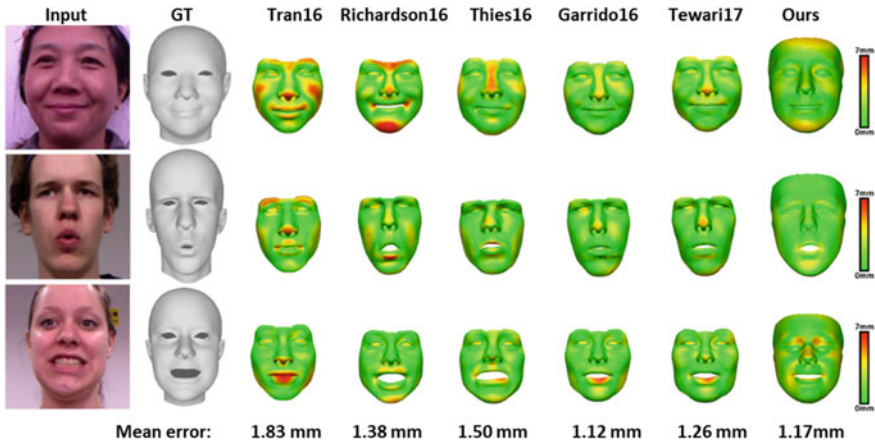 Input GT Tran16 Richardson16 Thies16 Garrido16 Tewari17 Ours
7mm
0mm
7mm
0mm
7mm
0mm
Mean error: 1.83 mm 1.38 mm 1.50 mm 1.12 mm 1.26 mm 1.17mm